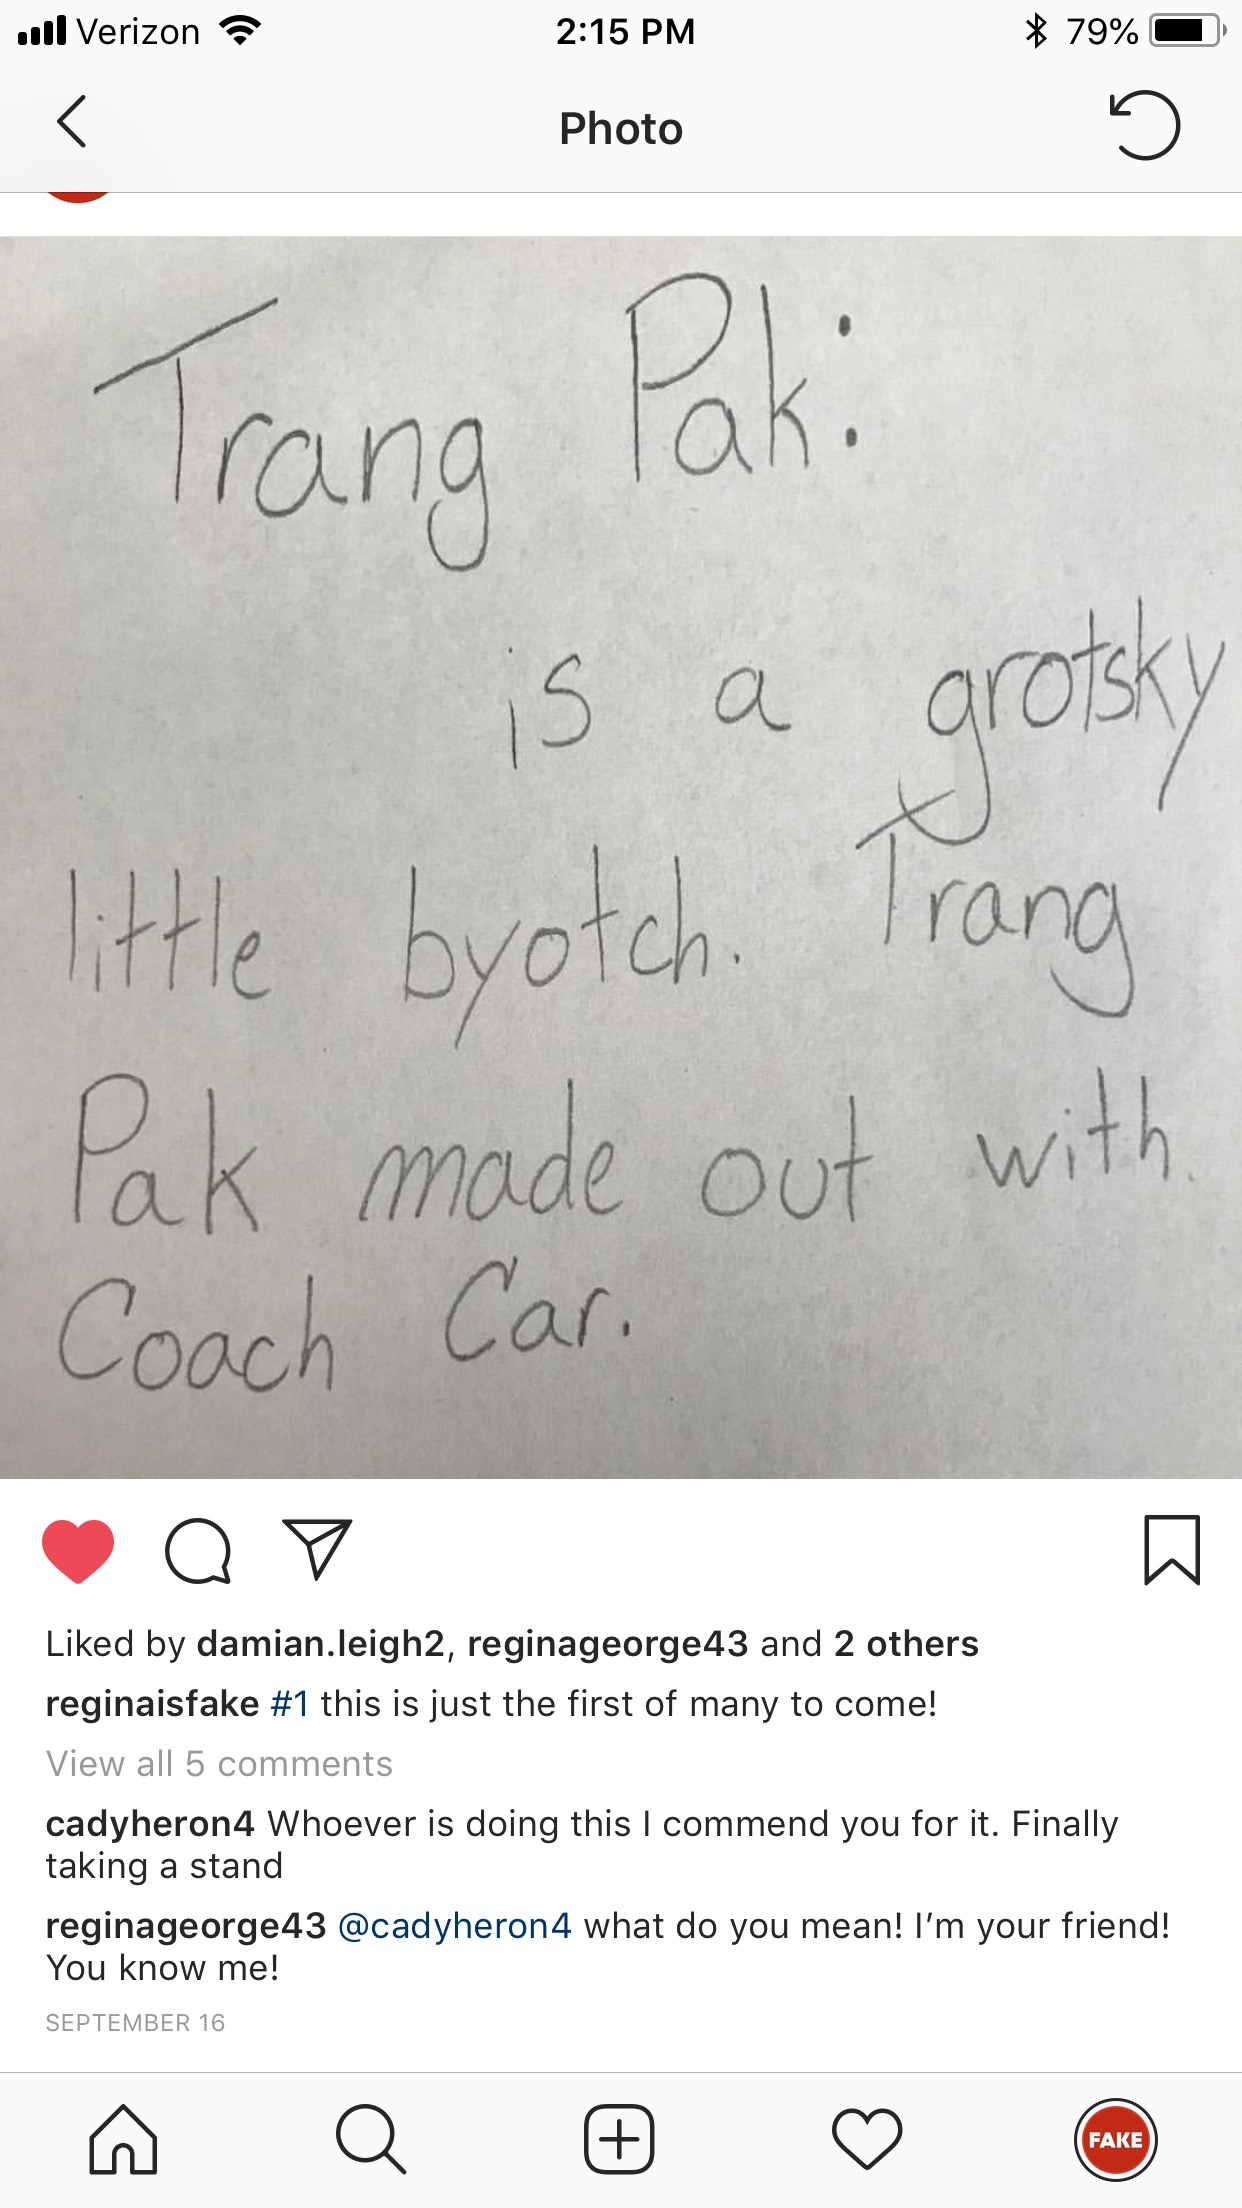 Verizon 2:15 PM 79%
Photo
Trang Pak:
is a grotsky
little byotch. Trang
Pak made out with
Coach Car.
Liked by damian.leigh2, reginageorge43 and 2 others
reginaisfake #1 this is just the first of many to come!
View all 5 comments
cadyheron4 Whoever is doing this I commend you for it. Finally
taking a stand
reginageorge43 @cadyheron4 what do you mean! I’m your friend!
You know me!
SEPTEMBER 16
FAKE